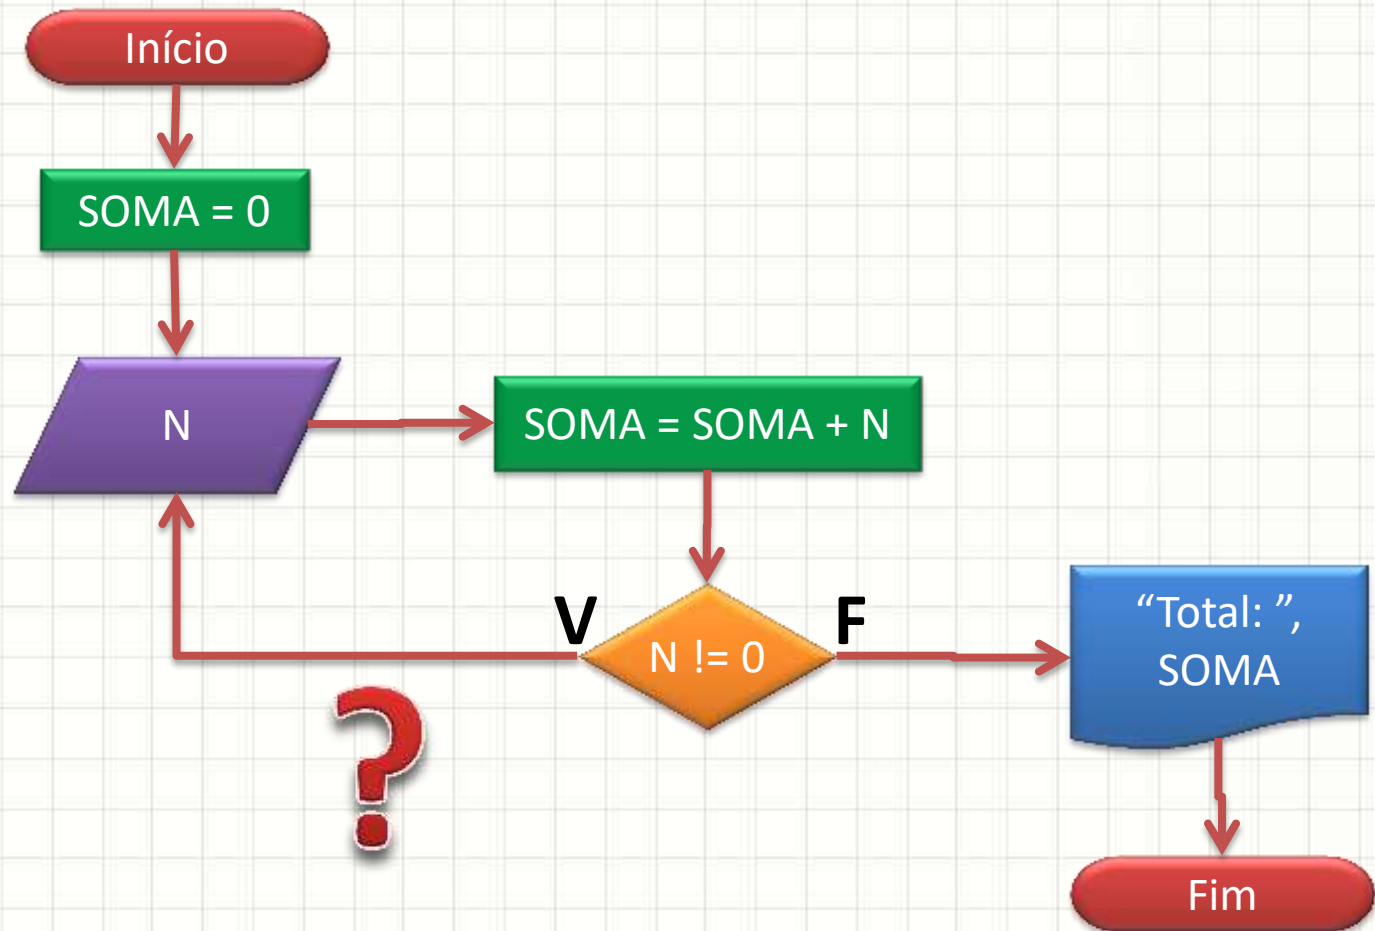 Início
SOMA = 0
N
SOMA = SOMA + N
V
N != 0
F
“Total: ”,
SOMA
?
Fim